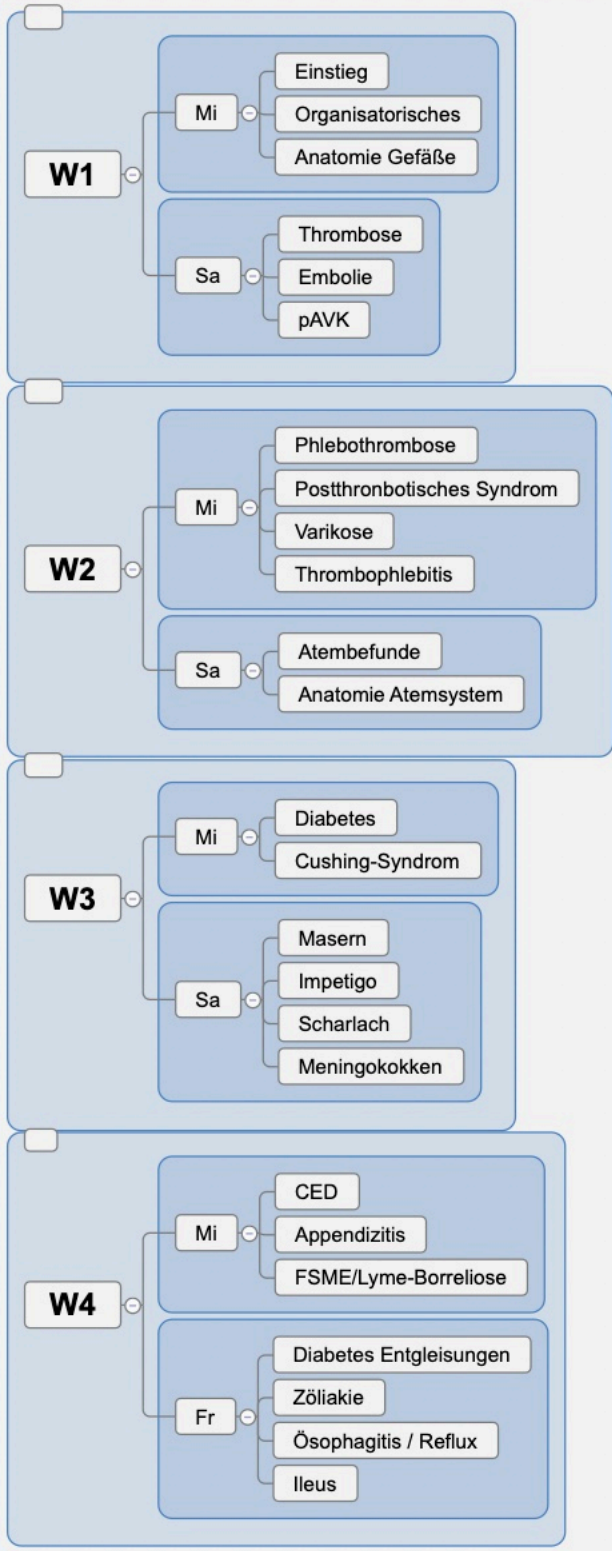 W1
Mi
Einstieg
Organisatorisches
Anatomie Gefäße
Sa
Thrombose
Embolie
pAVK
W2
Mi
Phlebothrombose
Postthronbotisches Syndrom
Varikose
Thrombophlebitis
Sa
Atembefunde
Anatomie Atemsystem
W3
Mi
Diabetes
Cushing-Syndrom
Sa
Masern
Impetigo
Scharlach
Meningokokken
W4
Mi
CED
Appendizitis
FSME/Lyme-Borreliose
Fr
Diabetes Entgleisungen
Zöliakie
Ösophagitis / Reflux
Ileus